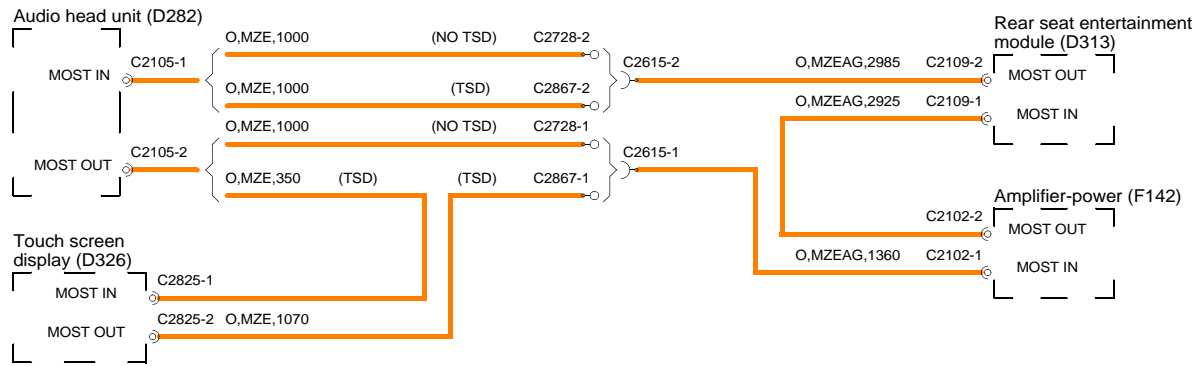 Audio head unit (D282)
MOST IN
C2105-1
O,MZE,1000 (NO TSD) C2728-2
O,MZE,1000 (TSD) C2867-2
C2615-2
O,MZEAG,2985 C2109-2
Rear seat entertainment
module (D313)
MOST OUT
O,MZEAG,2925 C2109-1
MOST IN
MOST OUT
C2105-2
O,MZE,1000 (NO TSD) C2728-1
O,MZE,350 (TSD) (TSD) C2867-1
C2615-1
Amplifier-power (F142)
C2102-2
MOST OUT
O,MZEAG,1360 C2102-1
MOST IN
Touch screen
display (D326)
MOST IN
C2825-1
MOST OUT
C2825-2 O,MZE,1070